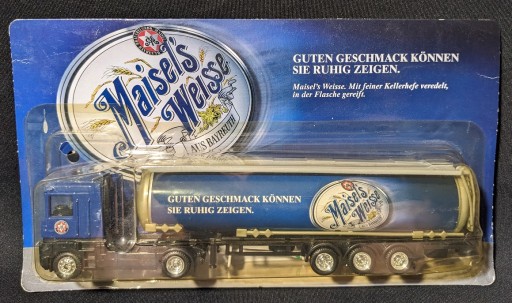 Maisel's
Weisse
AUS BAYREUTH
GUTEN GESCHMACK KÖNNEN
SIE RUHIG ZEIGEN.
Maisel's Weisse. Mit feiner Kellerhefe veredelt,
in der Flasche gereift.
GUTEN GESCHMACK KÖNNEN
SIE RUHIG ZEIGEN.
Maisel's
Weisse